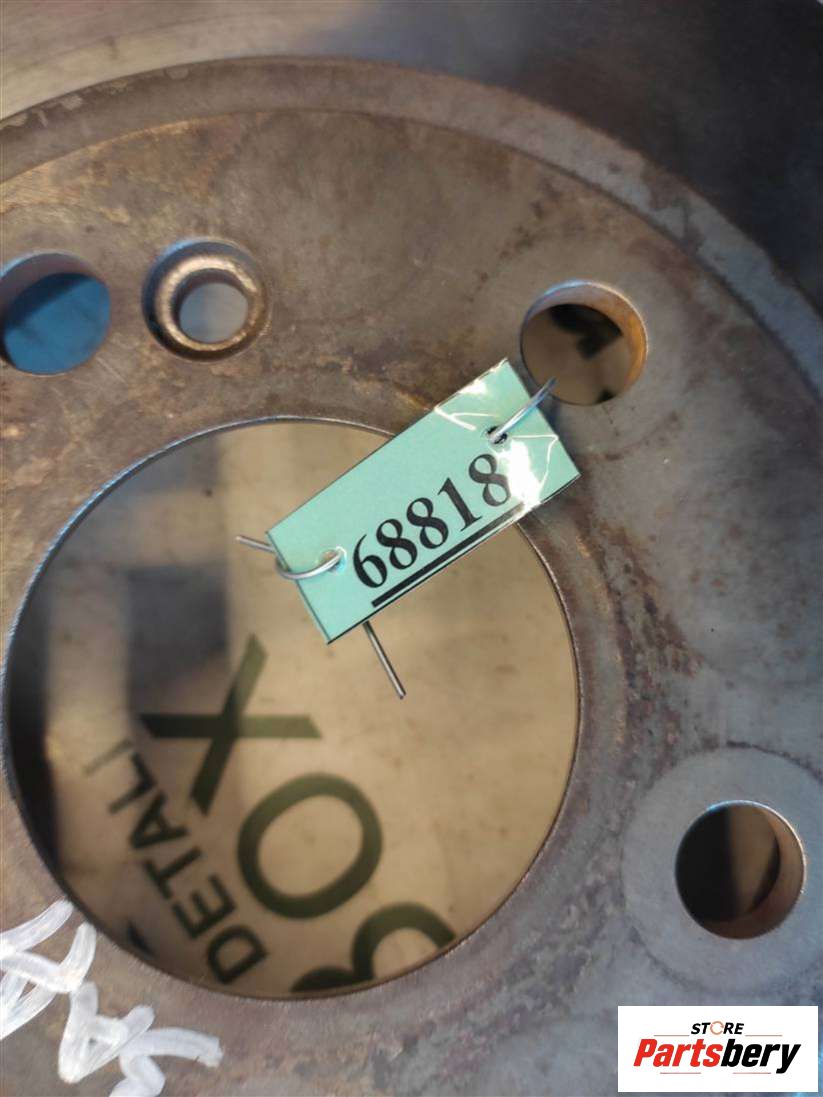 68818
DETALI
BOX
STORE
Partsbery